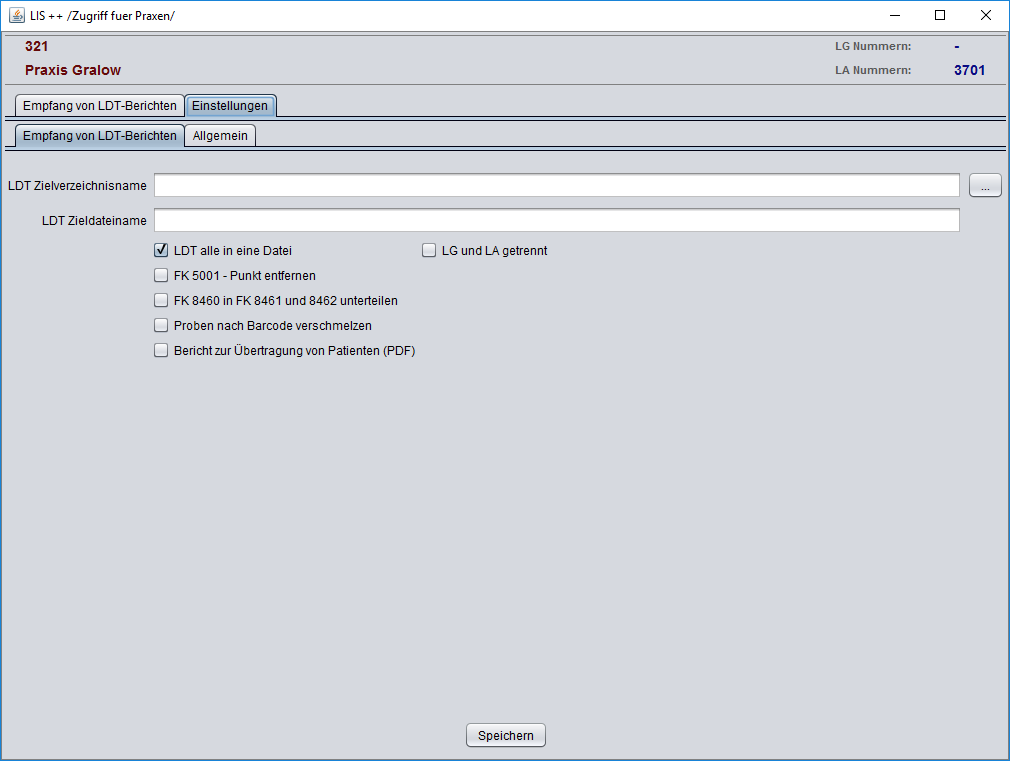 LIS ++ /Zugriff fuer Praxen/
321 LG Nummern: -
Praxis Gralow LA Nummern: 3701
Empfang von LDT-Berichten Einstellungen
Empfang von LDT-Berichten Allgemein
LDT Zielverzeichnisname ...
LDT Zieldateiname
LDT alle in eine Datei LG und LA getrennt
FK 5001 - Punkt entfernen
FK 8460 in FK 8461 und 8462 unterteilen
Proben nach Barcode verschmelzen
Bericht zur Übertragung von Patienten (PDF)
Speichern